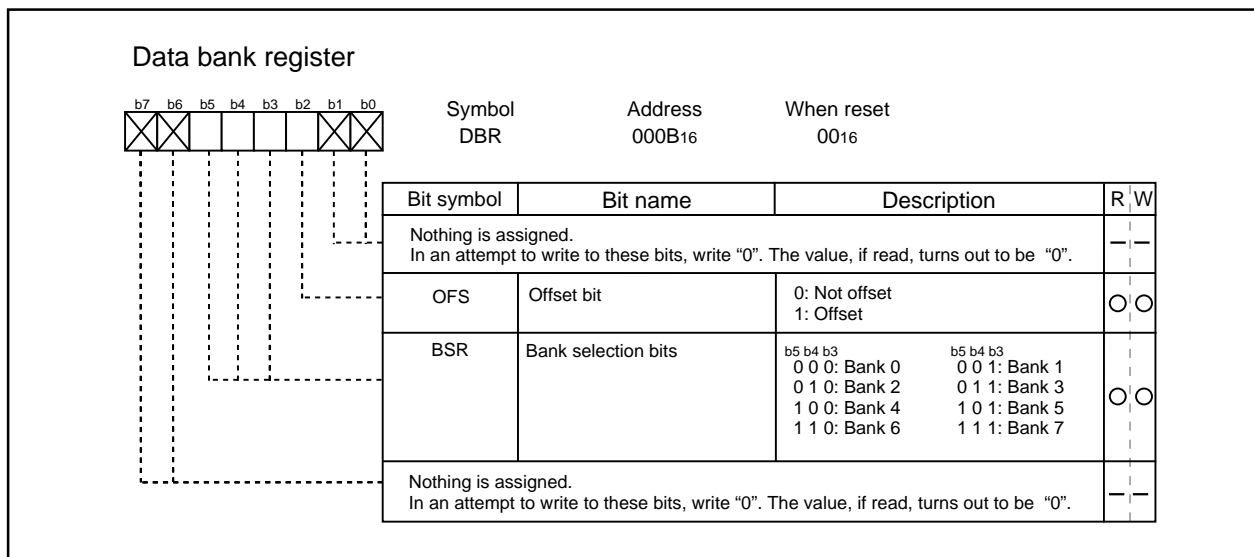 Data bank register
b7 b6 b5 b4 b3 b2 b1 b0
Symbol Address When reset
DBR 000B16 0016
Bit symbol Bit name Description R W
Nothing is assigned.
In an attempt to write to these bits, write “0”. The value, if read, turns out to be “0”.
OFS Offset bit 0: Not offset
1: Offset
BSR Bank selection bits
b5 b4 b3 b5 b4 b3
0 0 0: Bank 0 0 0 1: Bank 1
0 1 0: Bank 2 0 1 1: Bank 3
1 0 0: Bank 4 1 0 1: Bank 5
1 1 0: Bank 6 1 1 1: Bank 7
Nothing is assigned.
In an attempt to write to these bits, write “0”. The value, if read, turns out to be “0”.